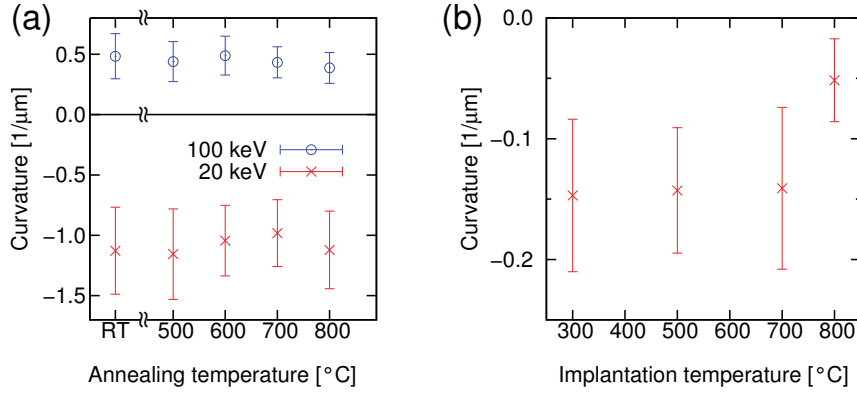 (a)
Curvature [1/μm]
0.5
0.0
−0.5
−1.0
−1.5
100 keV
20 keV
RT 500 600 700 800
Annealing temperature [°C]
(b)
Curvature [1/μm]
0.0
−0.1
−0.2
300 400 500 600 700 800
Implantation temperature [°C]